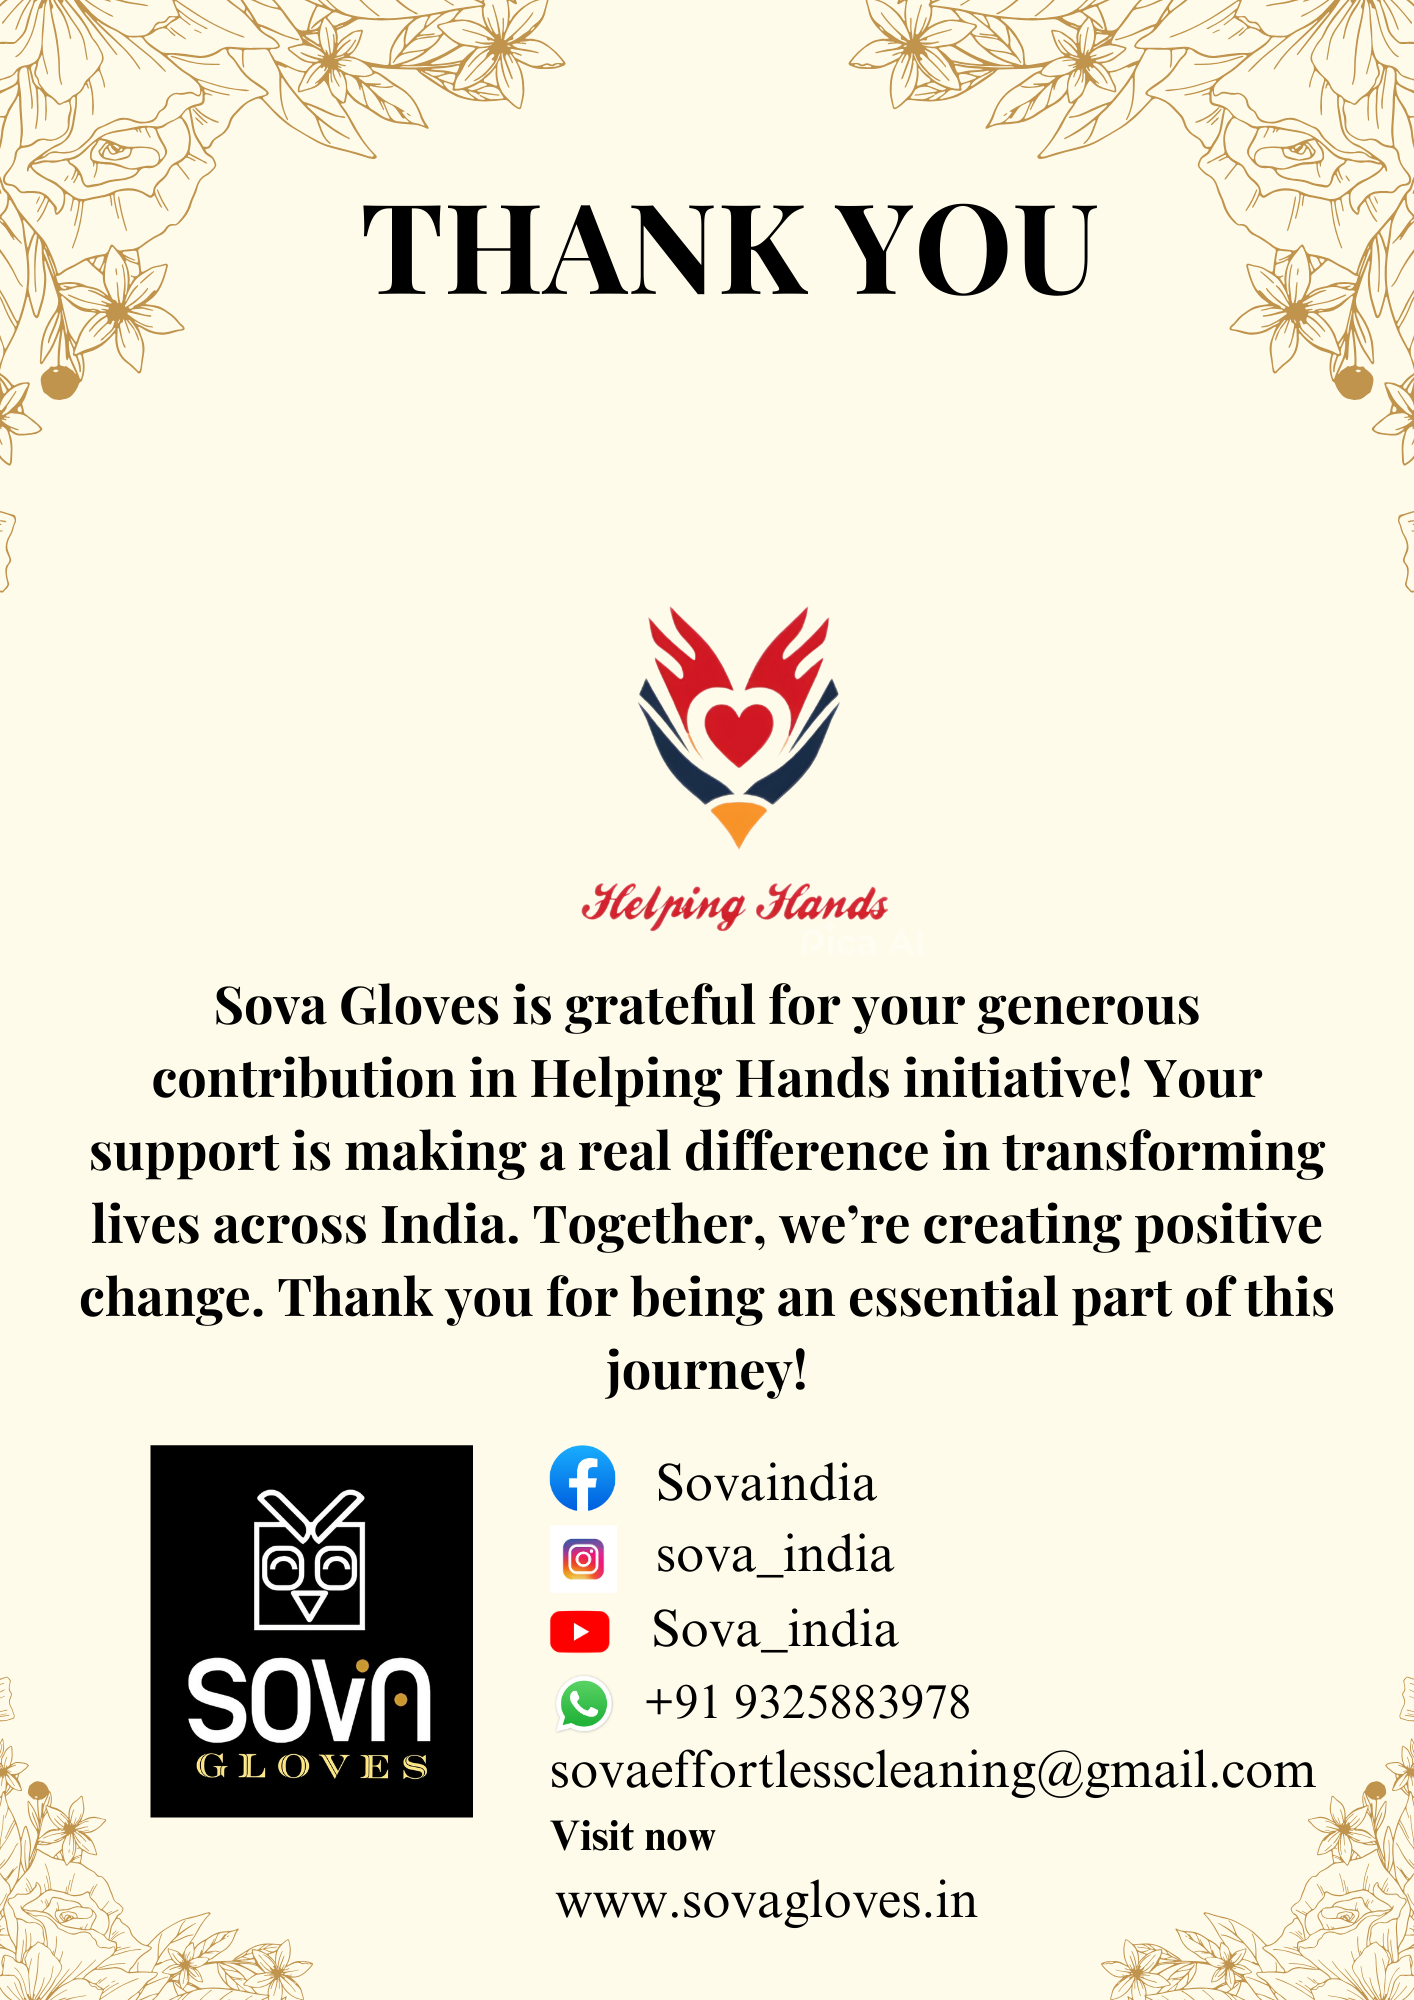 THANK YOU
Helping Hands
Sova Gloves is grateful for your generous
contribution in Helping Hands initiative! Your
support is making a real difference in transforming
lives across India. Together, we’re creating positive
change. Thank you for being an essential part of this
journey!
SOVA
GLOVES
Sovaindia
sova_india
Sova_india
+91 9325883978
sovaeffortlesscleaning@gmail.com
Visit now
www.sovagloves.in